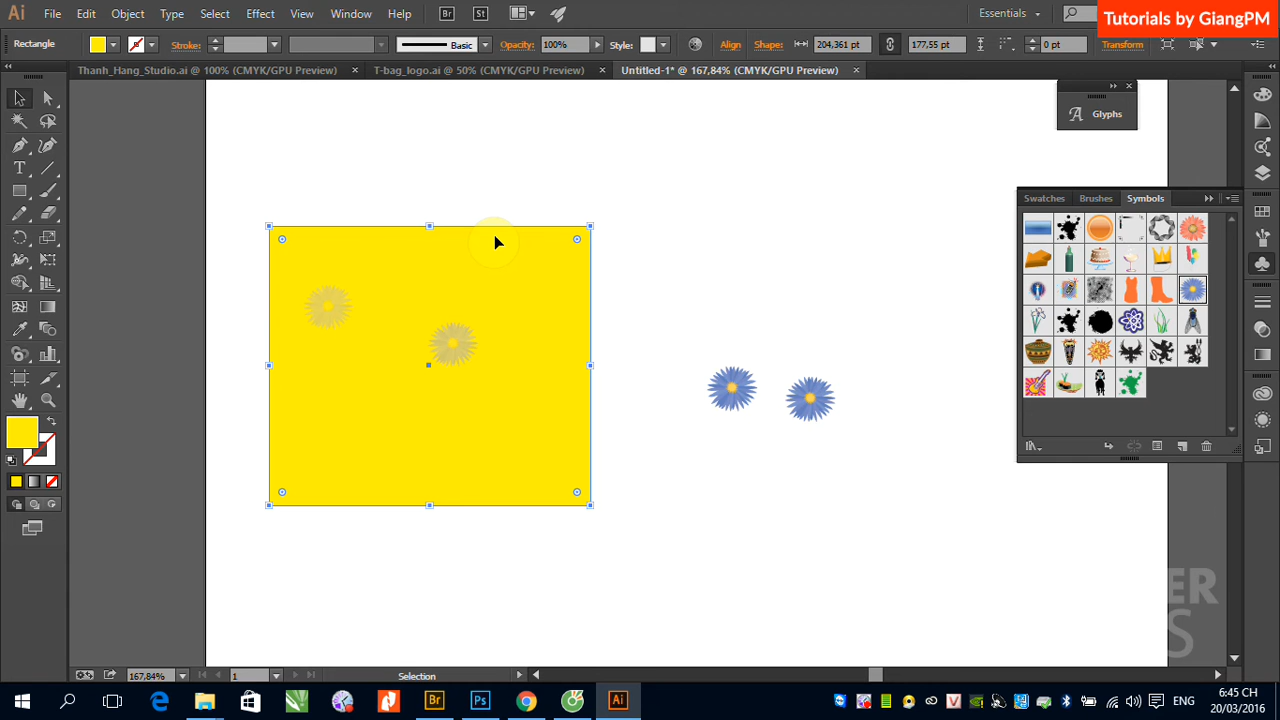 Ai File Edit Object Type Select Effect View Window Help Br St Essentials
Tutorials by GiangPM
Rectangle Stroke: Basic Opacity: 100% Style: Align Shape: 204,361 pt 177,55 pt 0 pt Transform
Thanh_Hang_Studio.ai @ 100% (CMYK/GPU Preview) × T-bag_logo.ai @ 50% (CMYK/GPU Preview) × Untitled-1* @ 167,84% (CMYK/GPU Preview) ×
A Glyphs
Swatches Brushes Symbols
167,84% 1 Selection
Br Ps Ai ENG
6:45 CH
20/03/2016